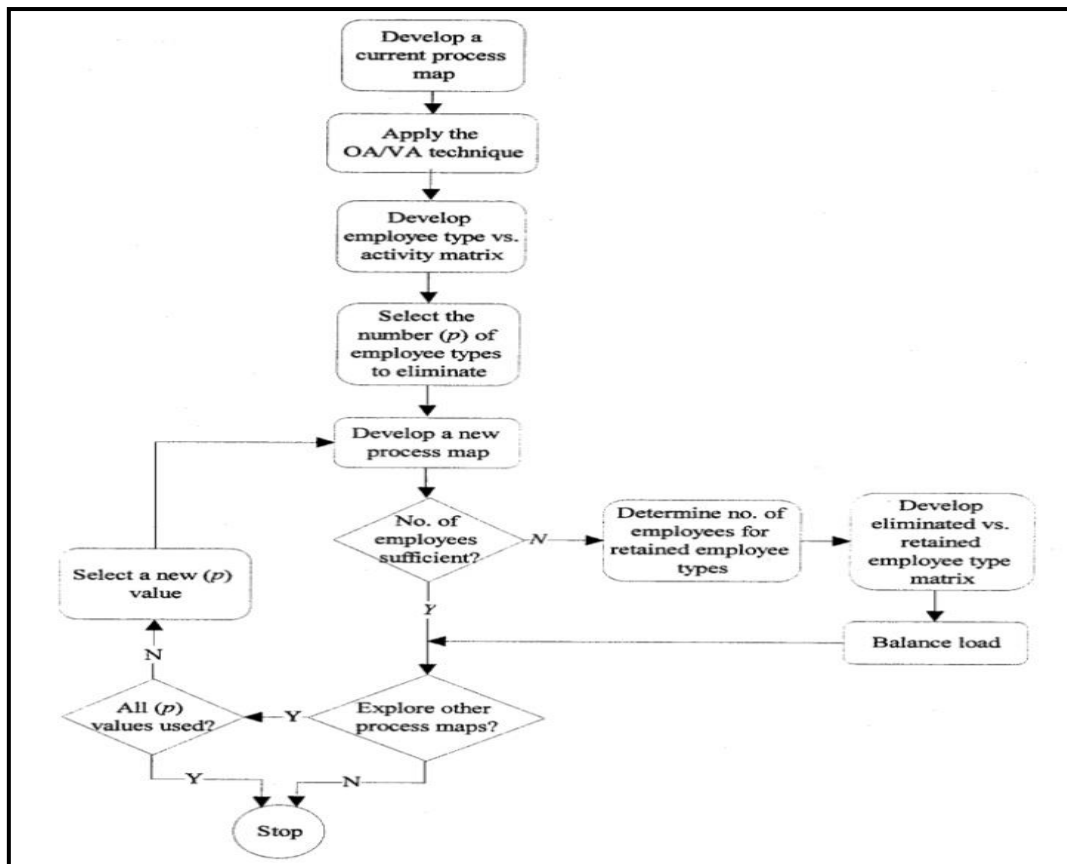 Develop a
current process
map
Apply the
OA/VA technique
Develop
employee type vs.
activity matrix
Select the
number (p) of
employee types
to eliminate
Develop a new
process map
No. of
employees
sufficient?
N
Determine no. of
employees for
retained employee
types
Develop
eliminated vs.
retained
employee type
matrix
Balance load
Y
Select a new (p)
value
N
All (p)
values used?
Y
Explore other
process maps?
Y
N
Stop